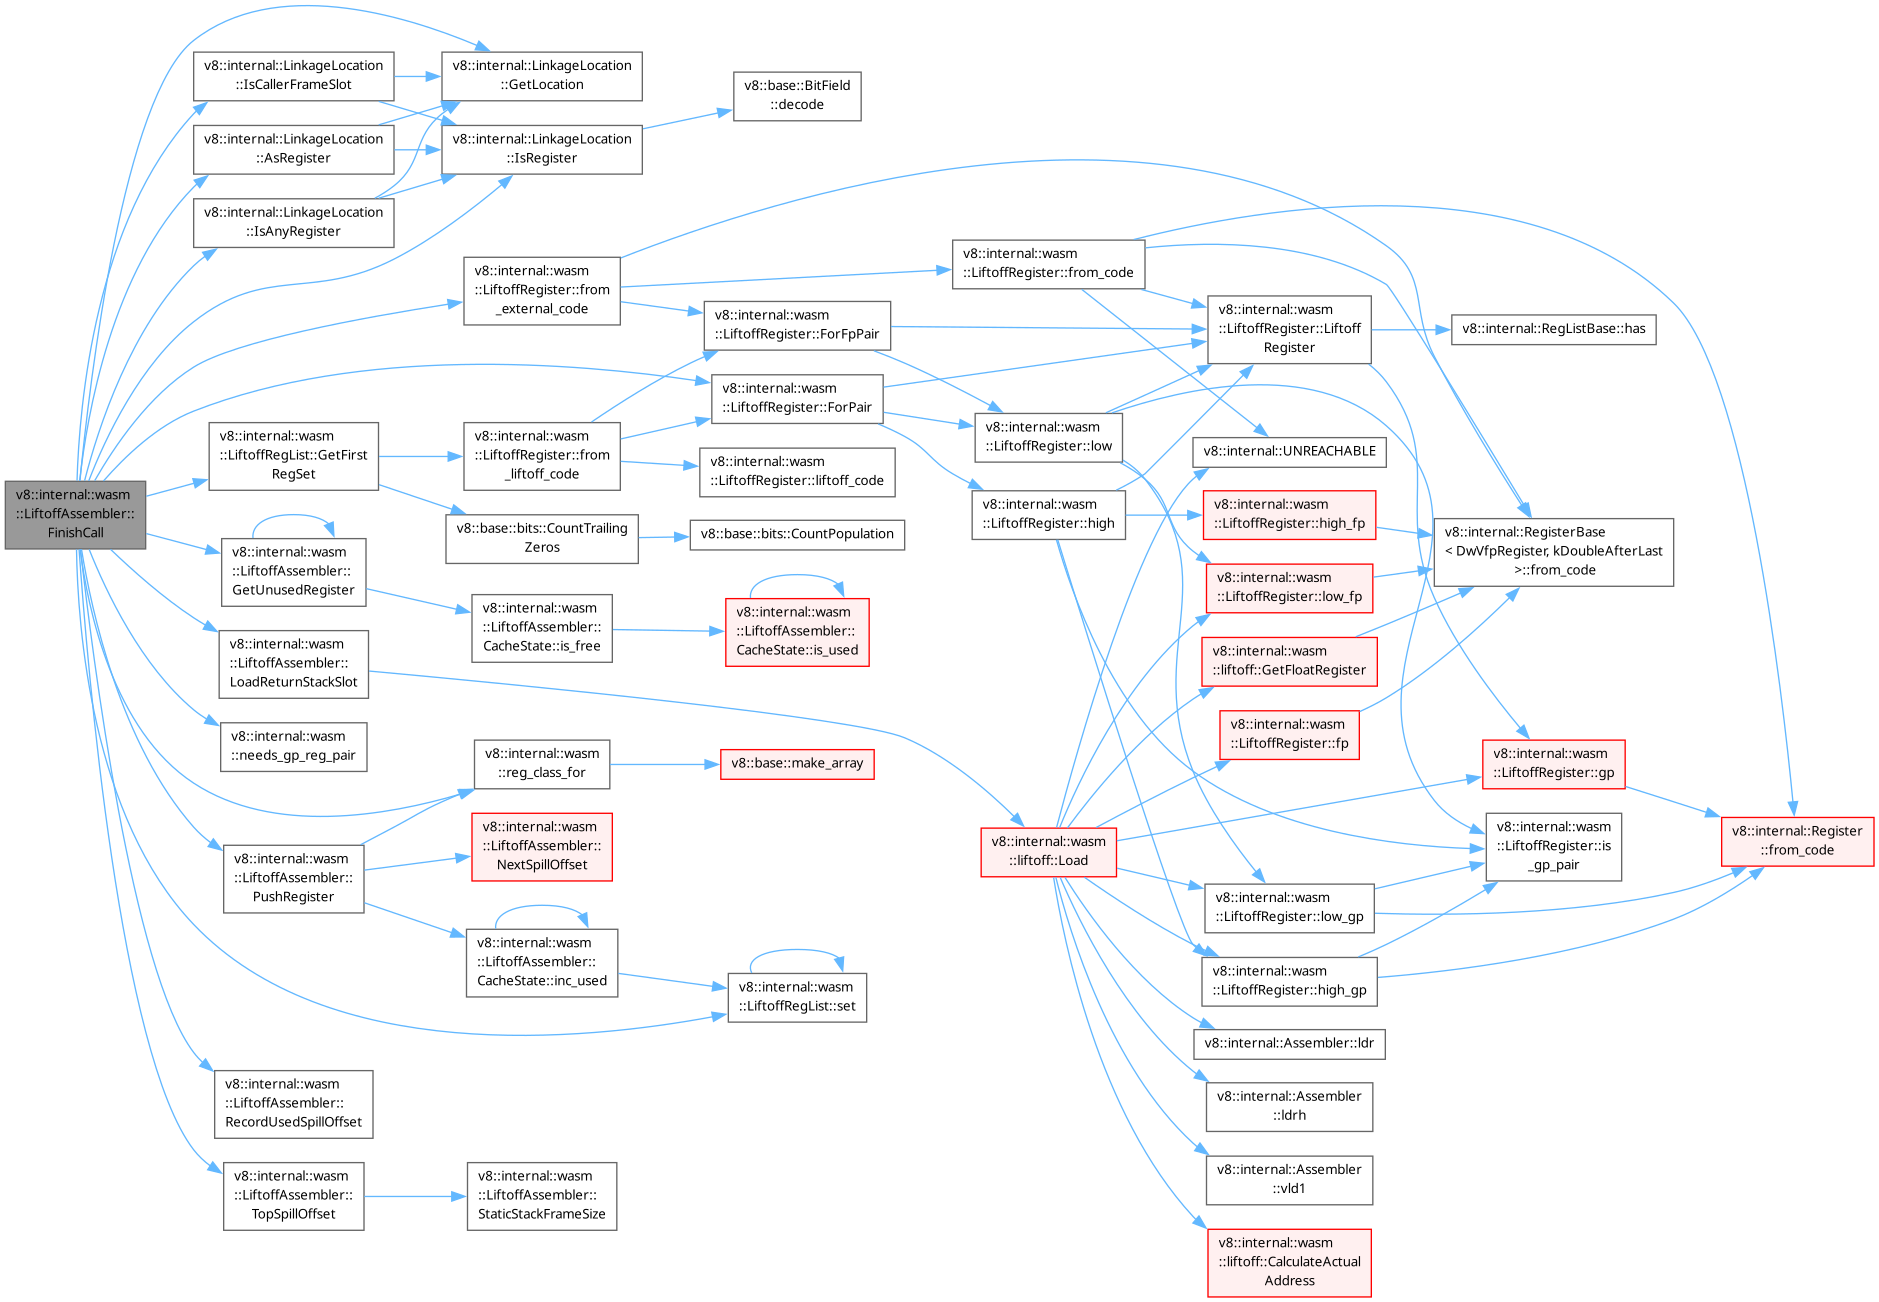 v8::internal::wasm
::LiftoffAssembler::
FinishCall
v8::internal::LinkageLocation
::IsCallerFrameSlot
v8::internal::LinkageLocation
::AsRegister
v8::internal::LinkageLocation
::IsAnyRegister
v8::internal::wasm
::LiftoffRegList::GetFirst
RegSet
v8::internal::wasm
::LiftoffAssembler::
GetUnusedRegister
v8::internal::wasm
::LiftoffAssembler::
LoadReturnStackSlot
v8::internal::wasm
::needs_gp_reg_pair
v8::internal::wasm
::LiftoffAssembler::
PushRegister
v8::internal::wasm
::LiftoffAssembler::
RecordUsedSpillOffset
v8::internal::wasm
::LiftoffAssembler::
TopSpillOffset
v8::internal::LinkageLocation
::GetLocation
v8::internal::LinkageLocation
::IsRegister
v8::internal::wasm
::LiftoffRegister::from
_external_code
v8::internal::wasm
::LiftoffRegister::from
_liftoff_code
v8::base::bits::CountTrailing
Zeros
v8::internal::wasm
::LiftoffAssembler::
CacheState::is_free
v8::internal::wasm
::reg_class_for
v8::internal::wasm
::LiftoffAssembler::
NextSpillOffset
v8::internal::wasm
::LiftoffAssembler::
CacheState::inc_used
v8::internal::wasm
::LiftoffAssembler::
StaticStackFrameSize
v8::base::BitField
::decode
v8::internal::wasm
::LiftoffRegister::ForFpPair
v8::internal::wasm
::LiftoffRegister::ForPair
v8::internal::wasm
::LiftoffRegister::liftoff_code
v8::base::bits::CountPopulation
v8::internal::wasm
::LiftoffAssembler::
CacheState::is_used
v8::base::make_array
v8::internal::wasm
::LiftoffRegList::set
v8::internal::wasm
::LiftoffRegister::from_code
v8::internal::wasm
::LiftoffRegister::low
v8::internal::wasm
::LiftoffRegister::high
v8::internal::wasm
::liftoff::Load
v8::internal::wasm
::LiftoffRegister::Liftoff
Register
v8::internal::UNREACHABLE
v8::internal::wasm
::LiftoffRegister::high_fp
v8::internal::wasm
::LiftoffRegister::low_fp
v8::internal::wasm
::liftoff::GetFloatRegister
v8::internal::wasm
::LiftoffRegister::fp
v8::internal::wasm
::LiftoffRegister::low_gp
v8::internal::wasm
::LiftoffRegister::high_gp
v8::internal::Assembler::ldr
v8::internal::Assembler
::ldrh
v8::internal::Assembler
::vld1
v8::internal::wasm
::liftoff::CalculateActual
Address
v8::internal::RegListBase::has
v8::internal::RegisterBase
< DwVfpRegister, kDoubleAfterLast
>::from_code
v8::internal::wasm
::LiftoffRegister::gp
v8::internal::wasm
::LiftoffRegister::is
_gp_pair
v8::internal::Register
::from_code